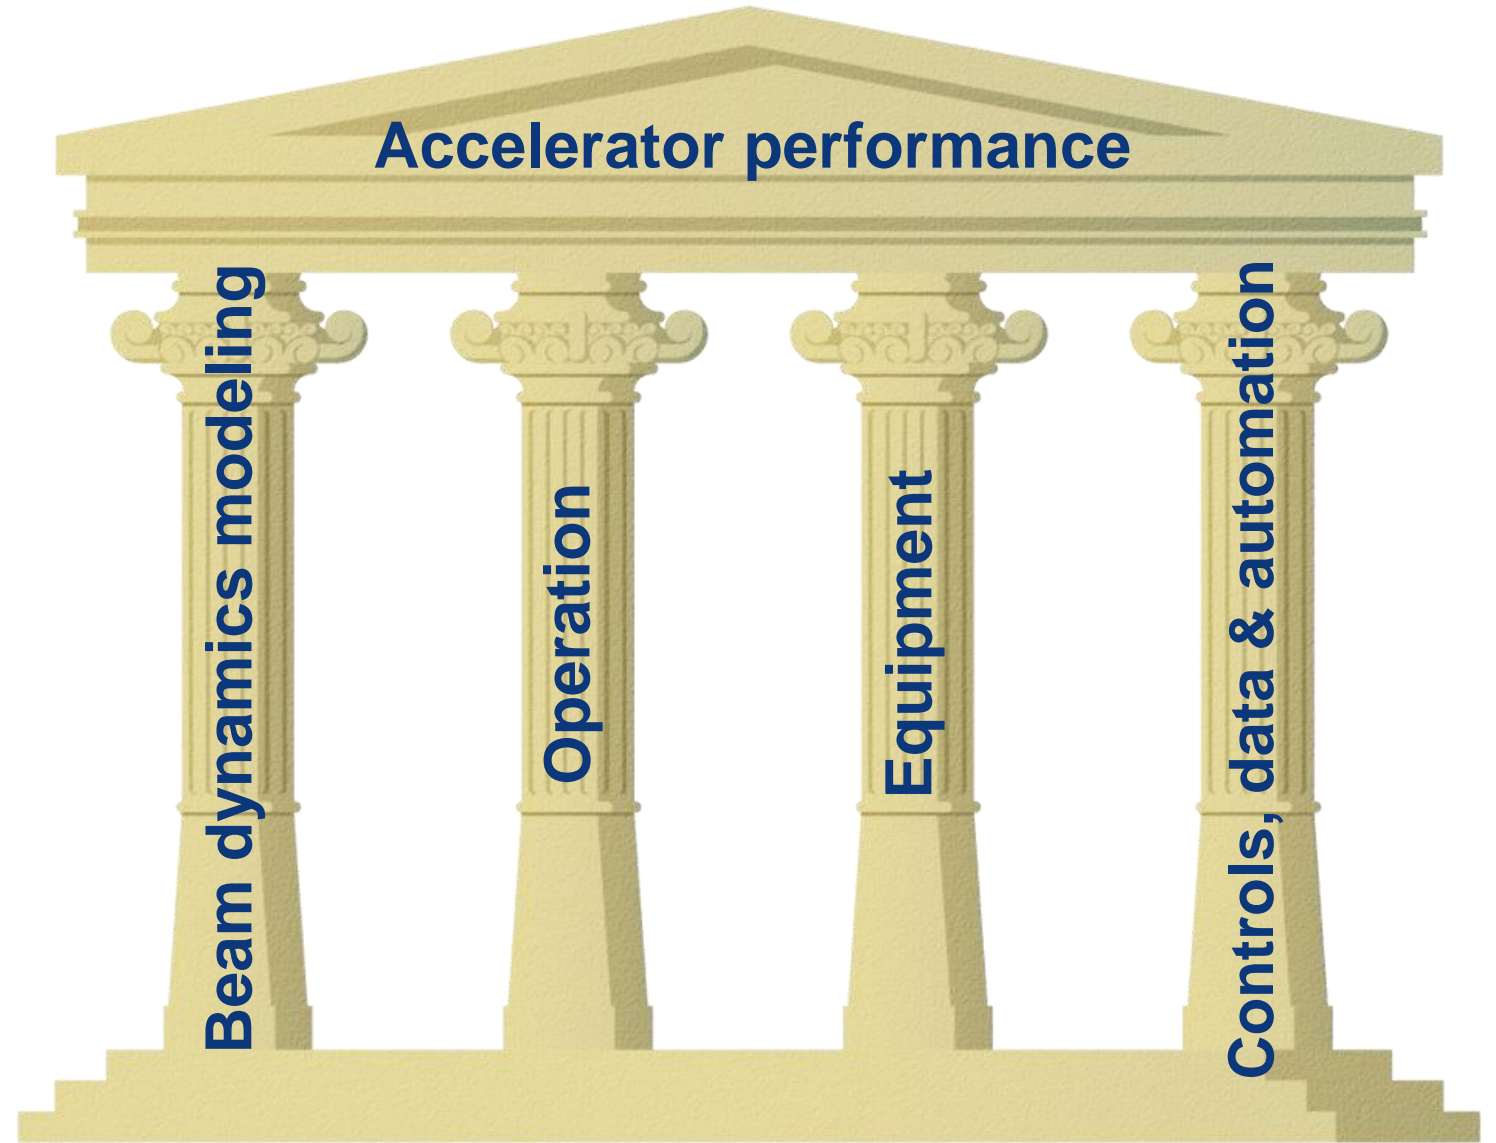 Accelerator performance
Beam dynamics modeling
Operation
Equipment
Controls, data & automation